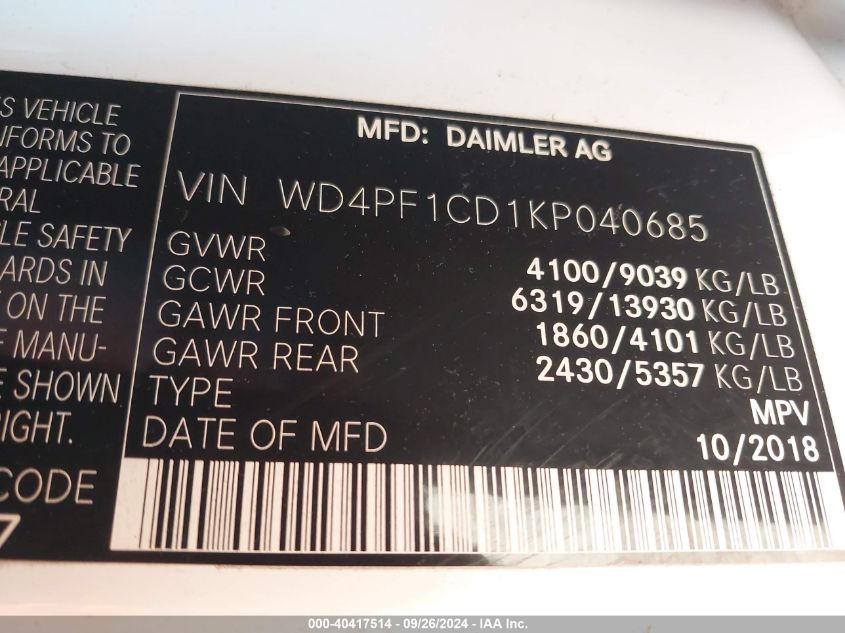 S VEHICLE
NFORMS TO
APPLICABLE
RAL
LE SAFETY
ARDS IN
ON THE
MANU-
SHOWN
IGHT.
CODE
7
MFD: DAIMLER AG
VIN WD4PF1CD1KP040685
GVWR 4100/9039 KG/LB
GCWR 6319/13930 KG/LB
GAWR FRONT 1860/4101 KG/LB
GAWR REAR 2430/5357 KG/LB
TYPE MPV
DATE OF MFD 10/2018
000-40417514 - 09/26/2024 - IAA Inc.